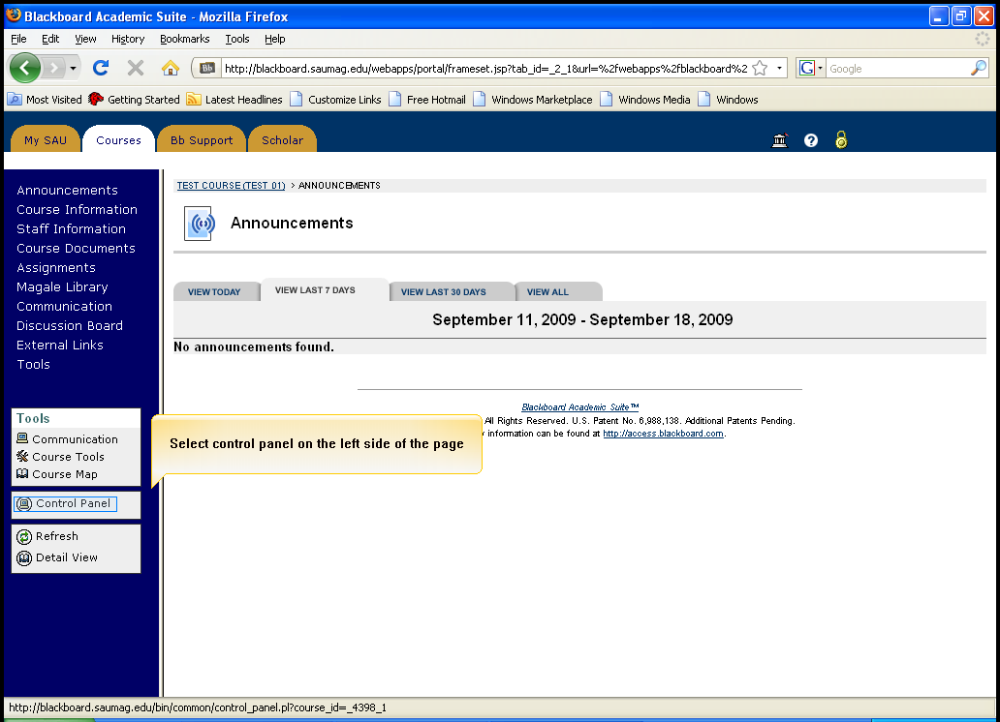 Blackboard Academic Suite - Mozilla Firefox
File Edit View History Bookmarks Tools Help
Bb http://blackboard.saumag.edu/webapps/portal/frameset.jsp?tab_id=_2_1&url=%2fwebapps%2fblackboard%2 G Google
Most Visited Getting Started Latest Headlines Customize Links Free Hotmail Windows Marketplace Windows Media Windows
My SAU Courses Bb Support Scholar
Announcements
Course Information
Staff Information
Course Documents
Assignments
Magale Library
Communication
Discussion Board
External Links
Tools
Tools
Communication
Course Tools
Course Map
Control Panel
Refresh
Detail View
TEST COURSE (TEST_01) > ANNOUNCEMENTS
Announcements
VIEW TODAY VIEW LAST 7 DAYS VIEW LAST 30 DAYS VIEW ALL
September 11, 2009 - September 18, 2009
No announcements found.
Blackboard Academic Suite™
All Rights Reserved. U.S. Patent No. 6,988,138. Additional Patents Pending.
information can be found at http://access.blackboard.com.
Select control panel on the left side of the page
http://blackboard.saumag.edu/bin/common/control_panel.pl?course_id=_4398_1